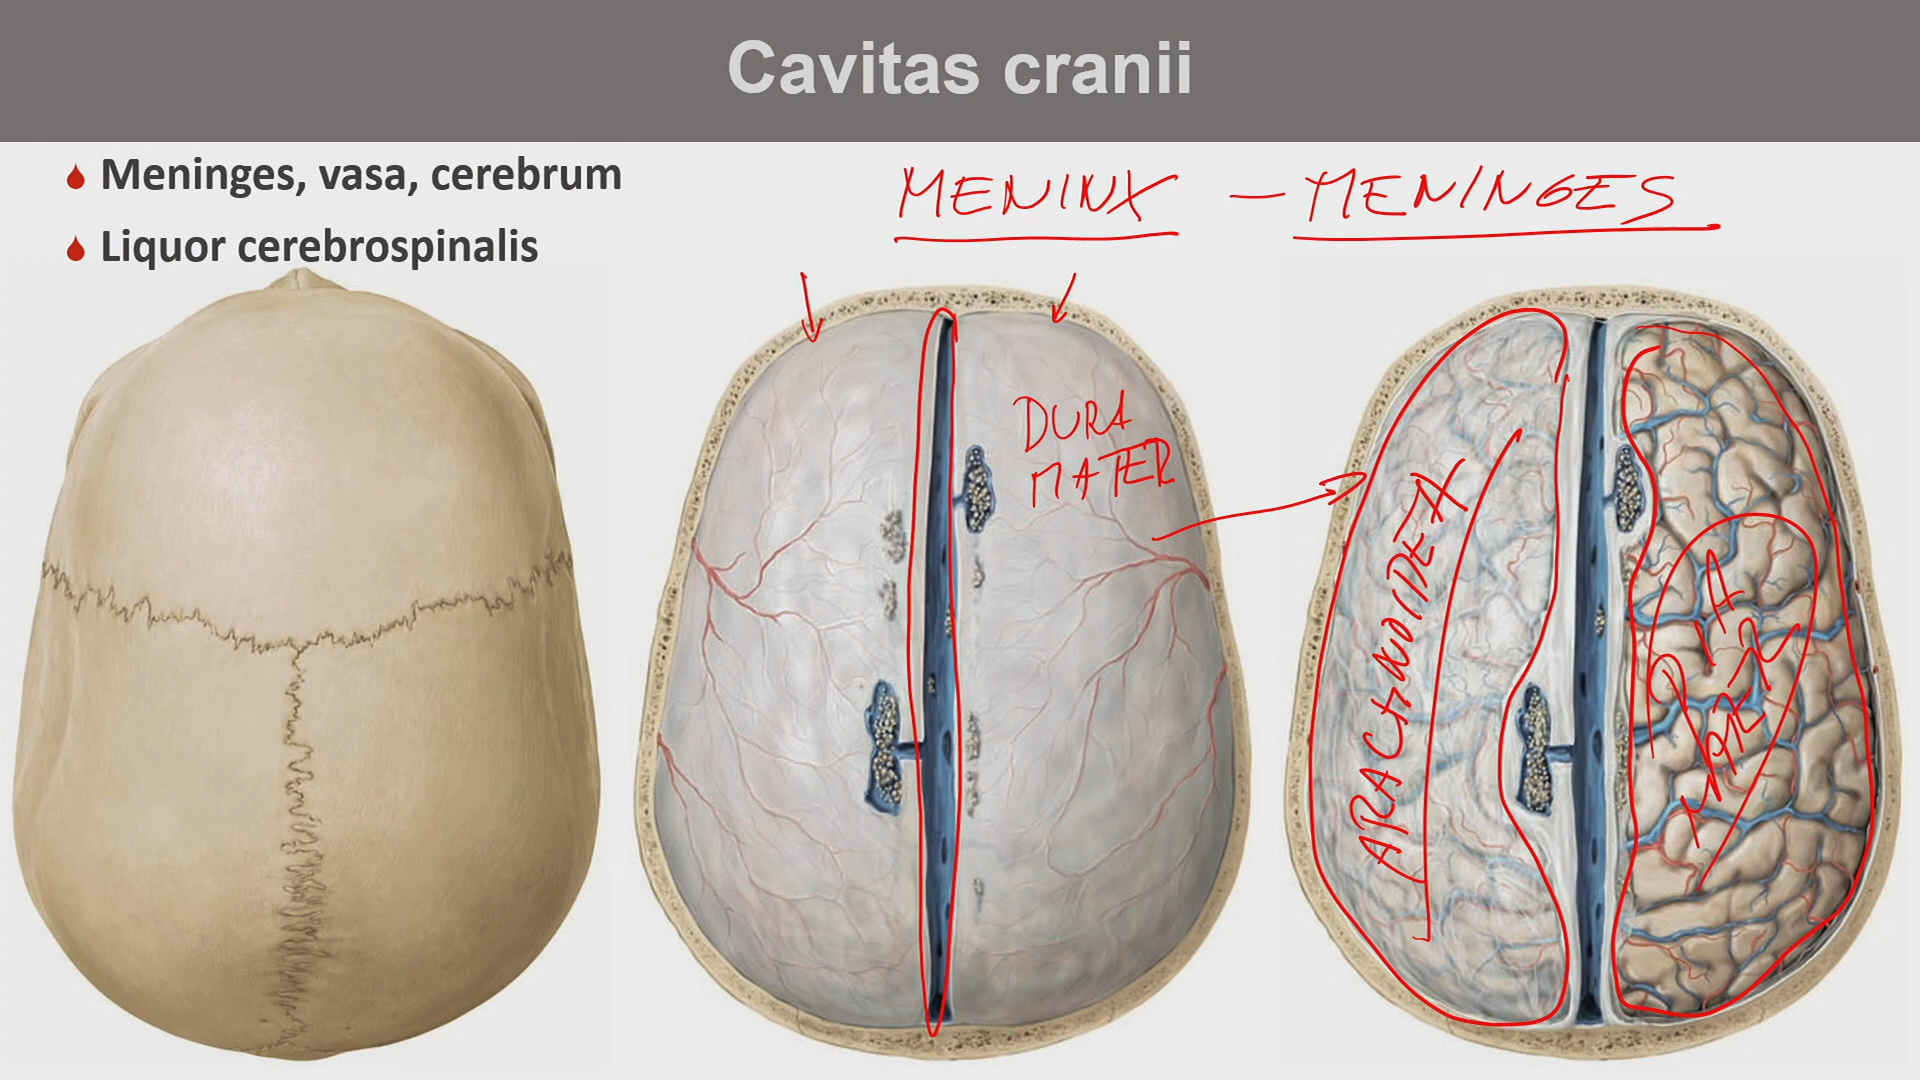 Cavitas cranii
Meninges, vasa, cerebrum
Liquor cerebrospinalis
MENINX – MENINGES
DURA
MATER
ARACHNOIDEA
PIA
MATER